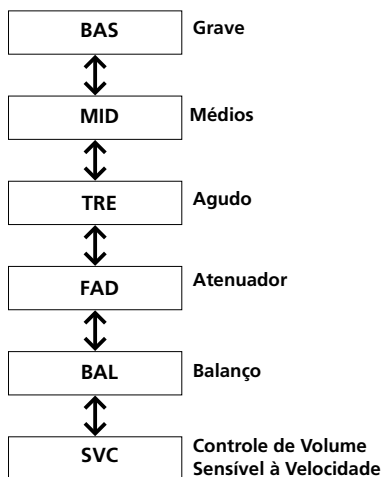 BAS Grave
MID Médios
TRE Agudo
FAD Atenuador
BAL Balanço
SVC Controle de Volume
Sensível à Velocidade